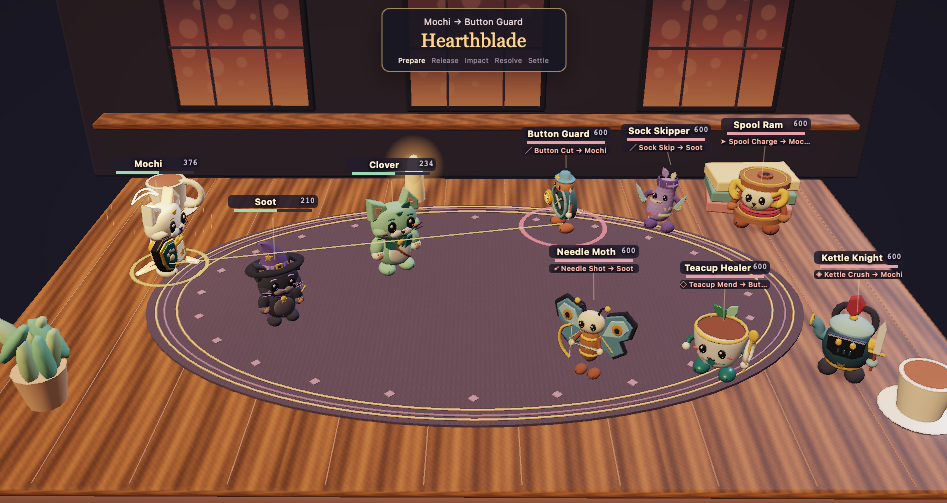 Mochi → Button Guard
Hearthblade
Prepare Release Impact Resolve Settle
Button Guard 600
⟋ Button Cut → Mochi
Sock Skipper 600
⟋ Sock Skip → Soot
Spool Ram 600
➤ Spool Charge → Moc...
Mochi 376
Clover 234
Soot 210
Needle Moth 600
➶ Needle Shot → Soot
Teacup Healer 600
◇ Teacup Mend → But...
Kettle Knight 600
◈ Kettle Crush → Mochi